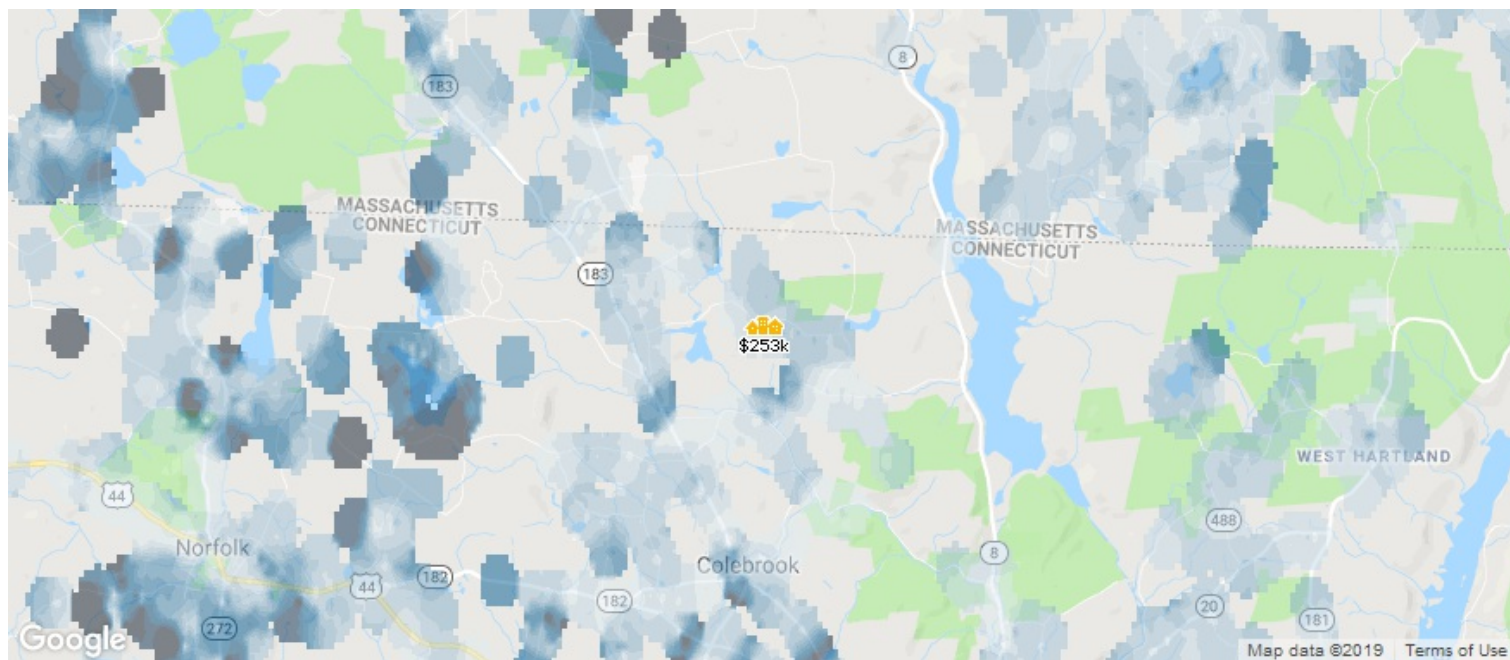 8
183
MASSACHUSETTS
CONNECTICUT
MASSACHUSETTS
CONNECTICUT
183
$253k
WEST HARTLAND
44
488
Norfolk
8
Colebrook
182
44
182
20
181
272
Google
Map data ©2019
Terms of Use